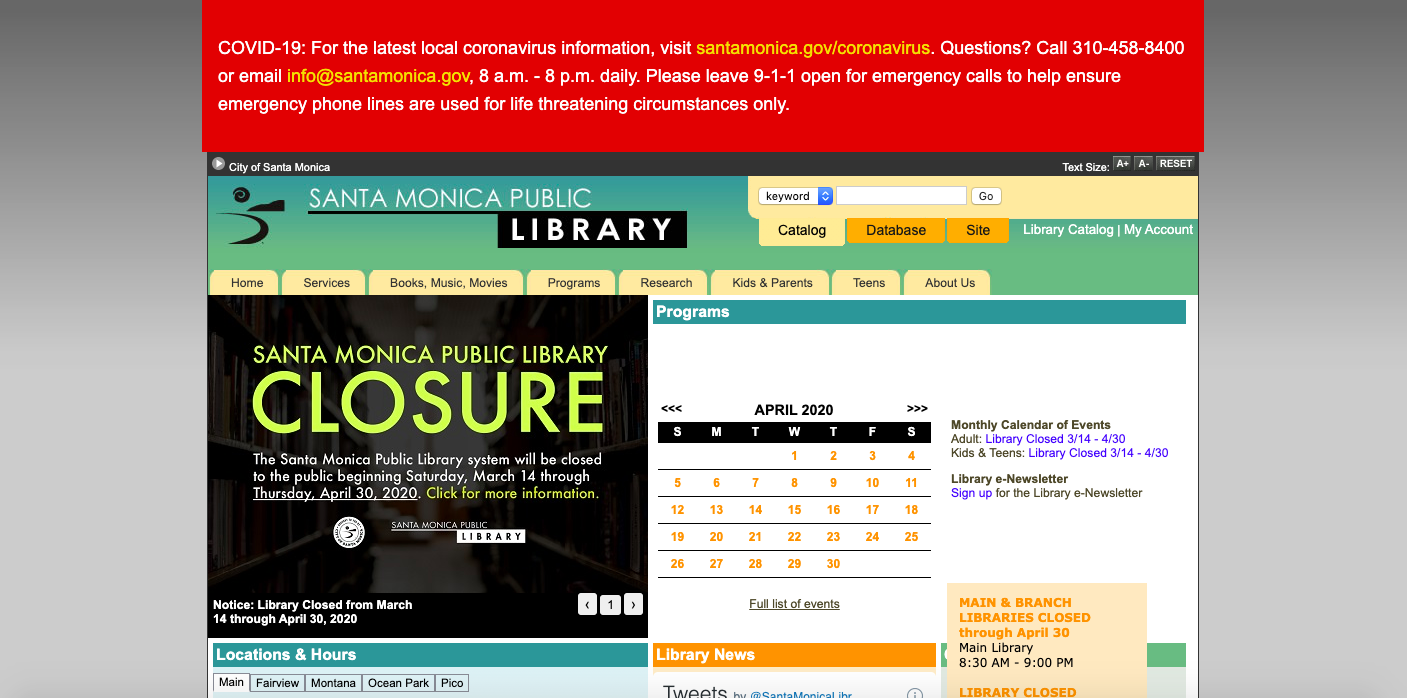 COVID-19: For the latest local coronavirus information, visit santamonica.gov/coronavirus. Questions? Call 310-458-8400
or email info@santamonica.gov, 8 a.m. - 8 p.m. daily. Please leave 9-1-1 open for emergency calls to help ensure
emergency phone lines are used for life threatening circumstances only.
City of Santa Monica
Text Size: A+ A- RESET
SANTA MONICA PUBLIC
LIBRARY
keyword
Go
Catalog
Database
Site
Library Catalog | My Account
Home
Services
Books, Music, Movies
Programs
Research
Kids & Parents
Teens
About Us
SANTA MONICA PUBLIC LIBRARY
CLOSURE
The Santa Monica Public Library system will be closed
to the public beginning Saturday, March 14 through
Thursday, April 30, 2020. Click for more information.
SANTA MONICA PUBLIC
LIBRARY
Notice: Library Closed from March
14 through April 30, 2020
‹ 1 ›
Programs
<<< APRIL 2020 >>>
S M T W T F S
1 2 3 4
5 6 7 8 9 10 11
12 13 14 15 16 17 18
19 20 21 22 23 24 25
26 27 28 29 30
Full list of events
Monthly Calendar of Events
Adult: Library Closed 3/14 - 4/30
Kids & Teens: Library Closed 3/14 - 4/30
Library e-Newsletter
Sign up for the Library e-Newsletter
MAIN & BRANCH
LIBRARIES CLOSED
through April 30
Main Library
8:30 AM - 9:00 PM
LIBRARY CLOSED
Locations & Hours
Main
Fairview
Montana
Ocean Park
Pico
Library News
Tweets by @SantaMonicaLibr